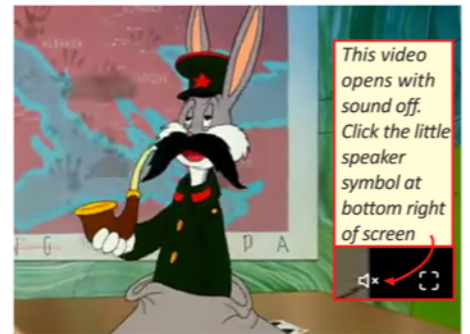 This video
opens with
sound off.
Click the little
speaker
symbol at
bottom right
of screen
N G
P A